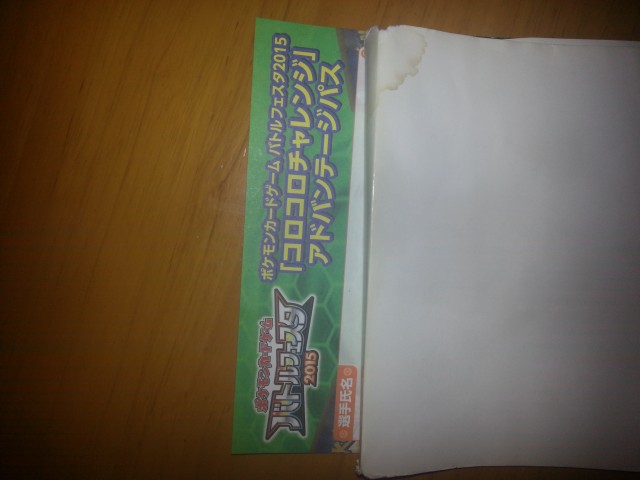 ポケモンカードゲーム バトルフェスタ2015
「コロコロチャレンジ」
アドバンテージパス
ポケモンカードゲーム
バトルフェスタ
2015
選手氏名